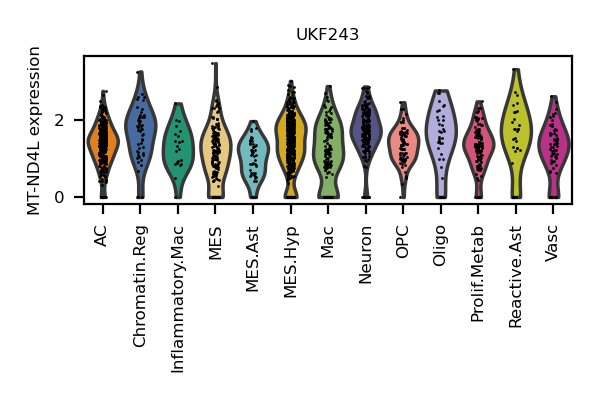 UKF243
MT-ND4L expression
2
0
AC
Chromatin.Reg
Inflammatory.Mac
MES
MES.Ast
MES.Hyp
Mac
Neuron
OPC
Oligo
Prolif.Metab
Reactive.Ast
Vasc